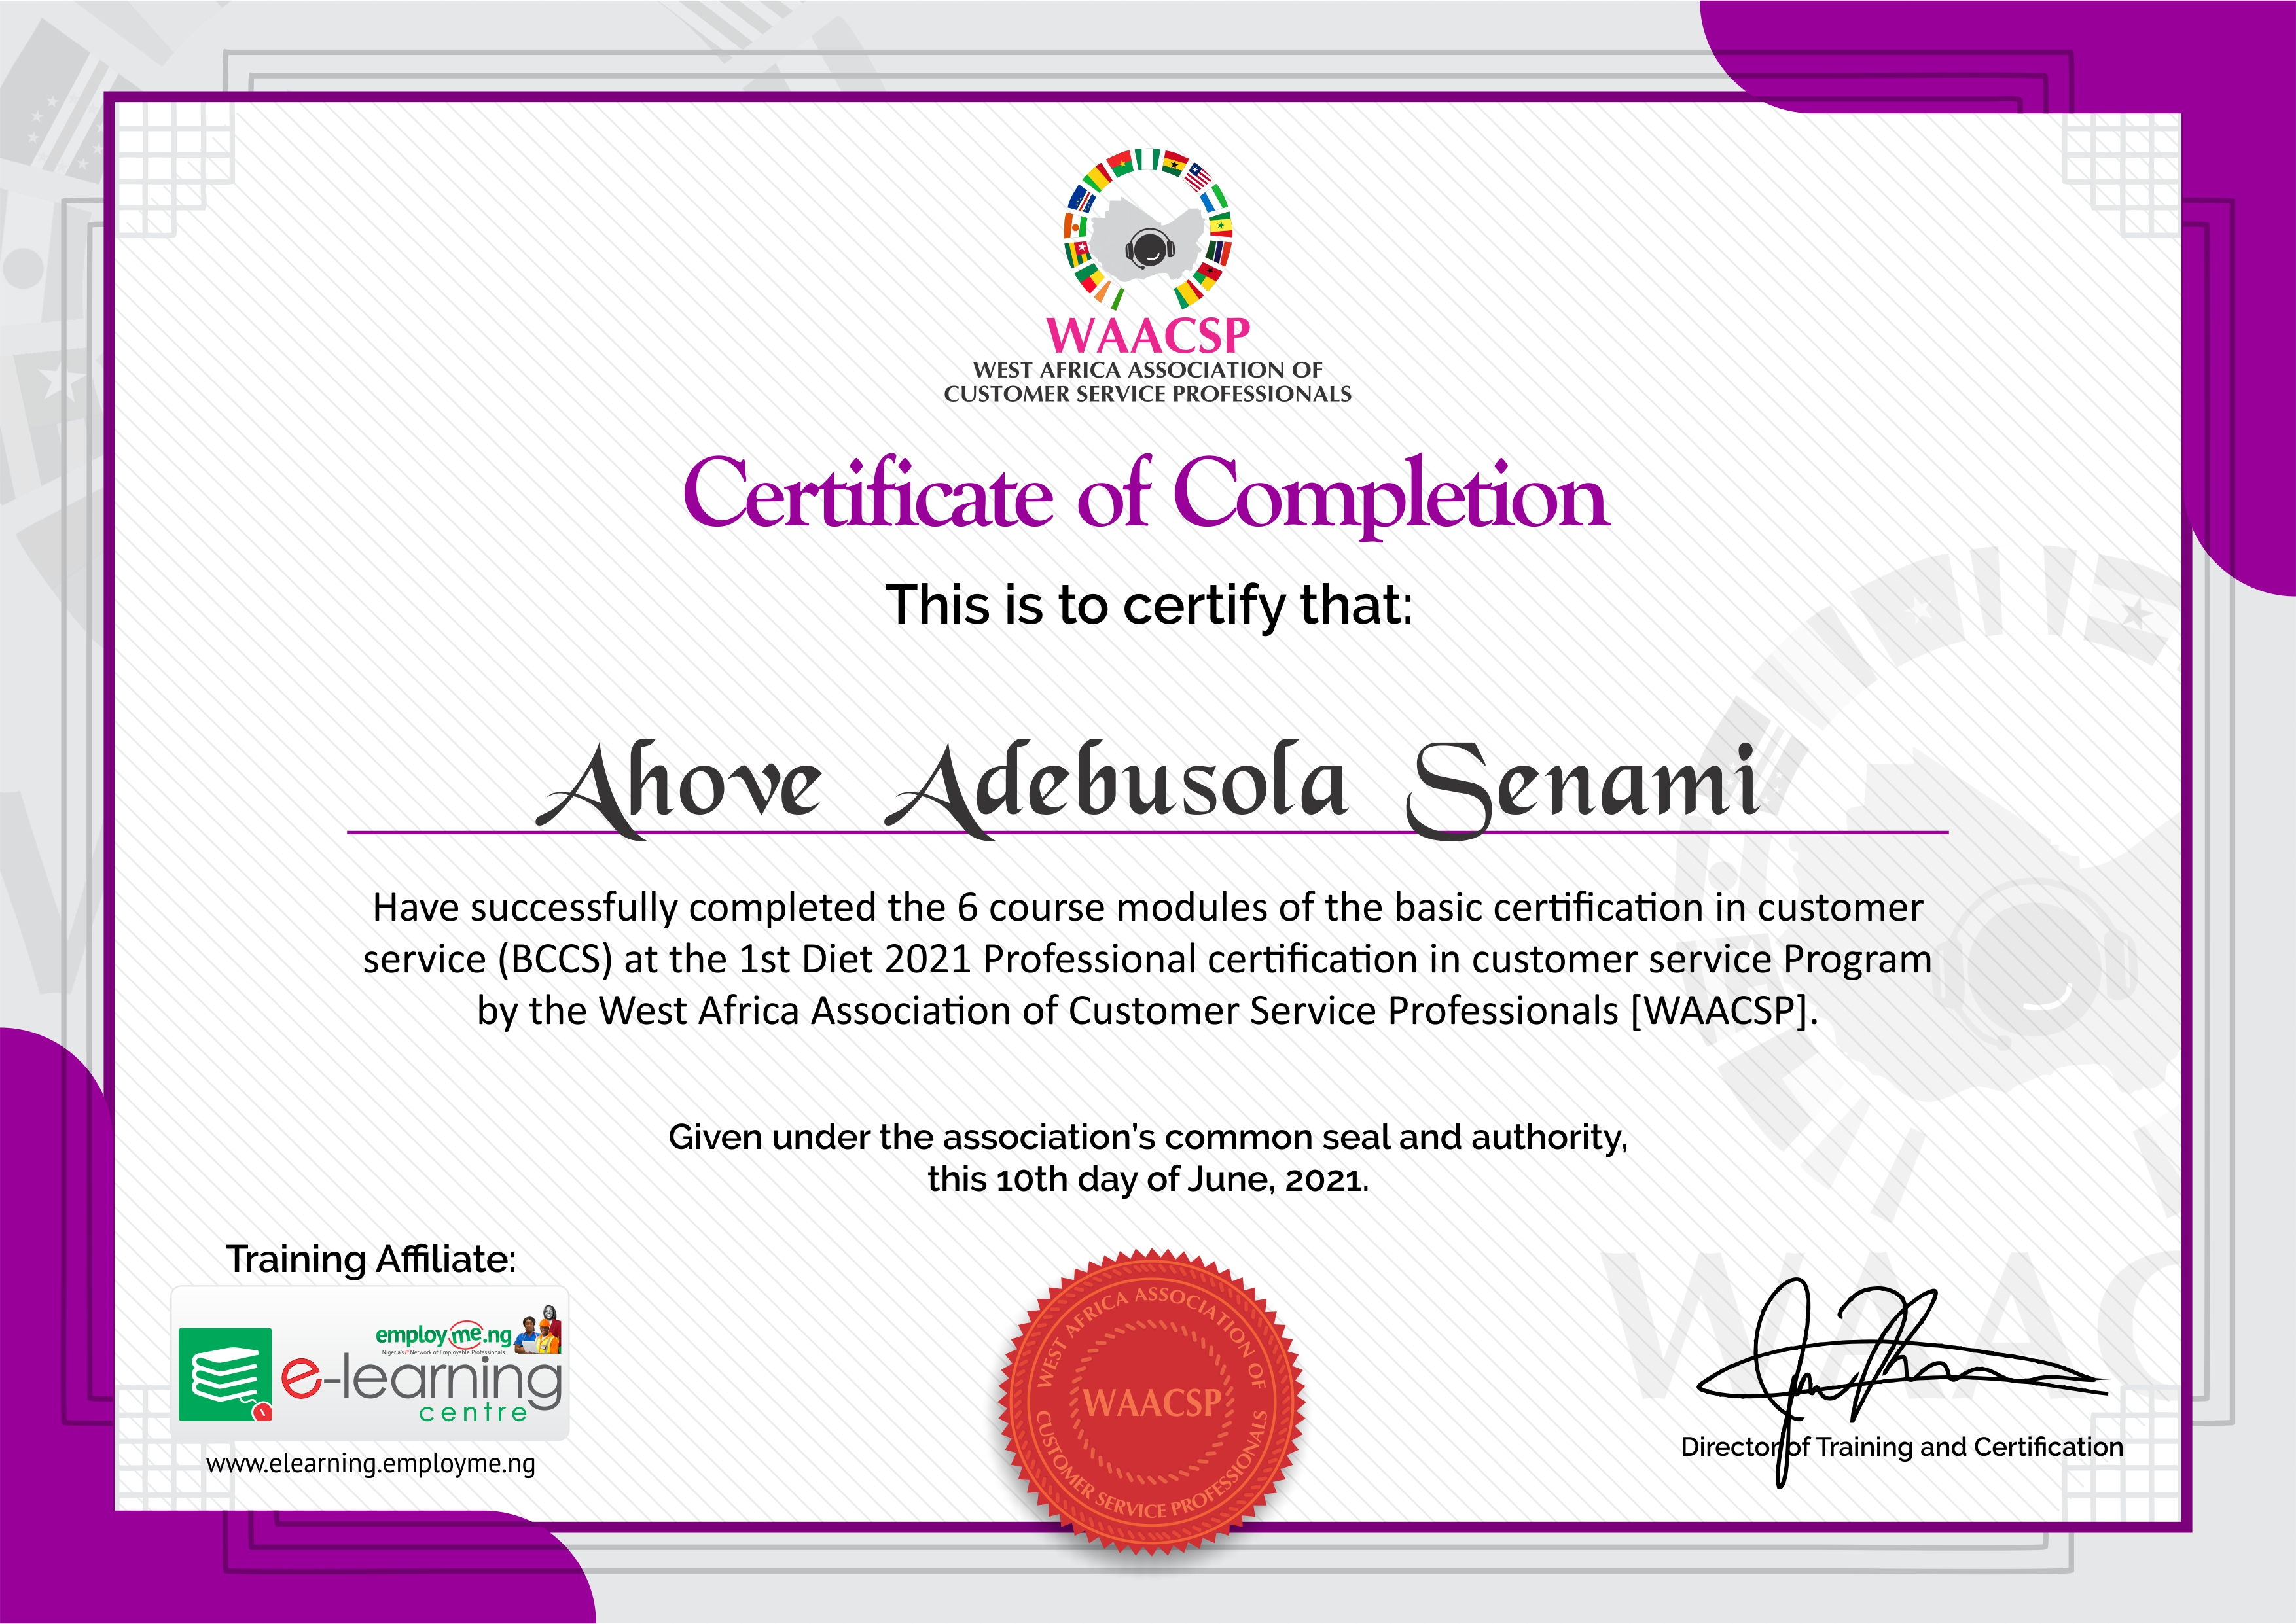 WAACSP
WEST AFRICA ASSOCIATION OF
CUSTOMER SERVICE PROFESSIONALS
Certificate of Completion
This is to certify that:
Ahove Adebusola Senami
Have successfully completed the 6 course modules of the basic certification in customer
service (BCCS) at the 1st Diet 2021 Professional certification in customer service Program
by the West Africa Association of Customer Service Professionals [WAACSP].
Given under the association’s common seal and authority,
this 10th day of June, 2021.
Training Affiliate:
employme.ng
Nigeria's 1st Network of Employable Professionals
e-learning
centre
www.elearning.employme.ng
WEST AFRICA ASSOCIATION OF
WAACSP
CUSTOMER SERVICE PROFESSIONALS
Director of Training and Certification
WAAC